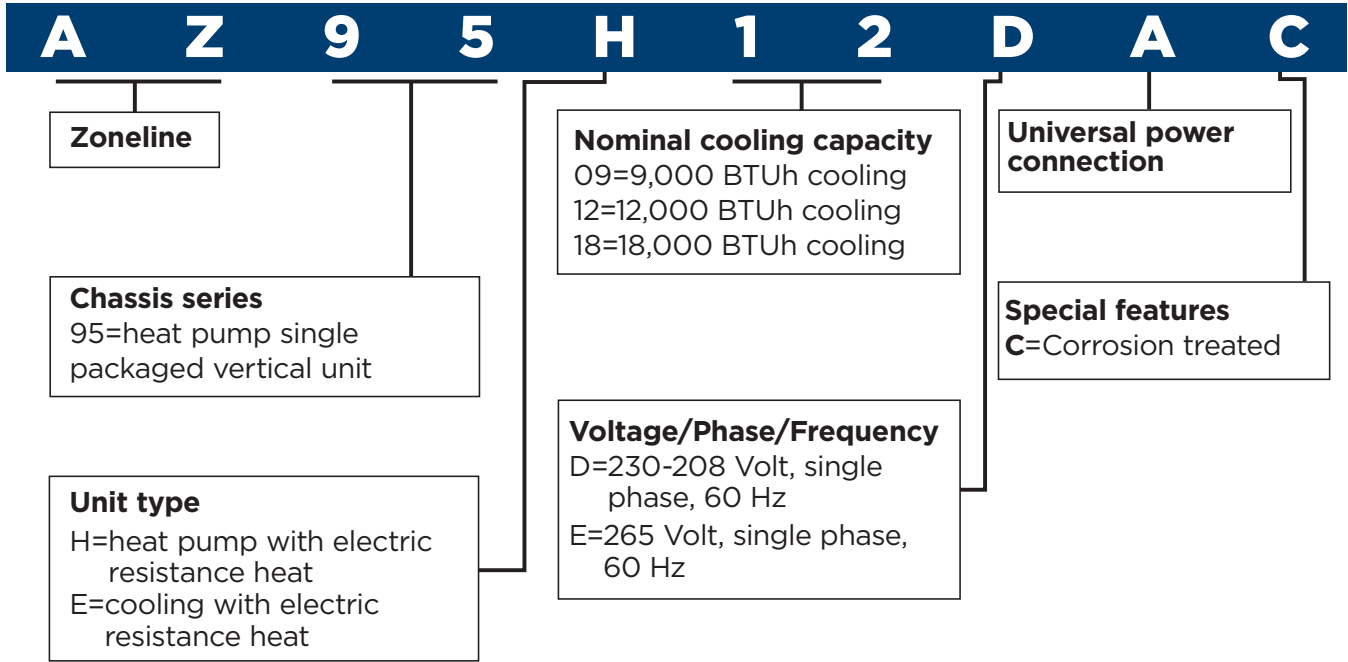 A Z 9 5 H 1 2 D A C
Zoneline
Chassis series
95=heat pump single
packaged vertical unit
Unit type
H=heat pump with electric
resistance heat
E=cooling with electric
resistance heat
Nominal cooling capacity
09=9,000 BTUh cooling
12=12,000 BTUh cooling
18=18,000 BTUh cooling
Voltage/Phase/Frequency
D=230-208 Volt, single
phase, 60 Hz
E=265 Volt, single phase,
60 Hz
Universal power
connection
Special features
C=Corrosion treated